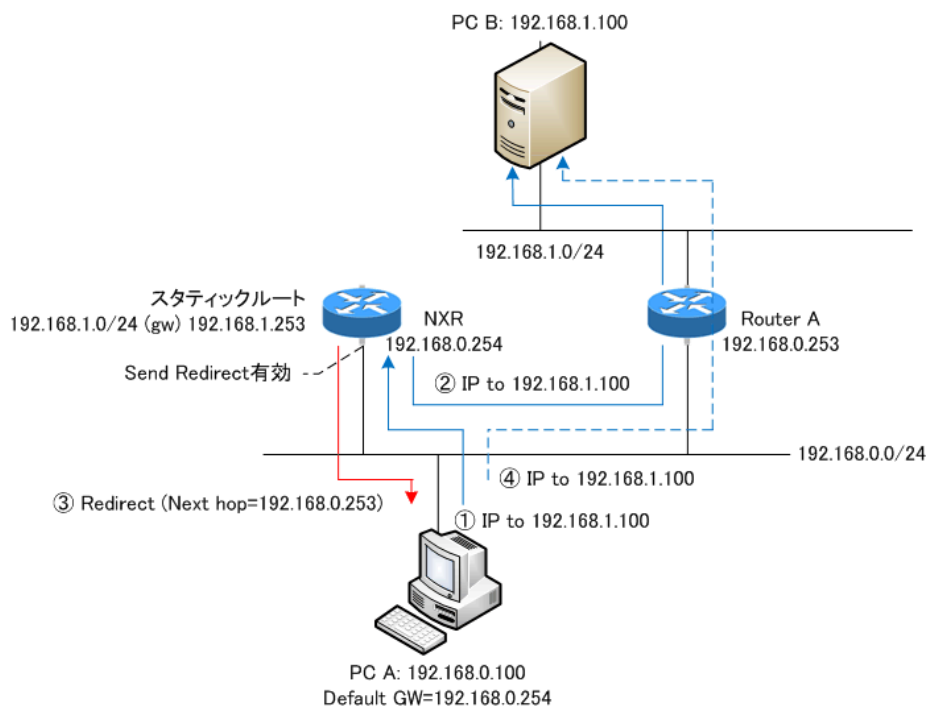 PC B: 192.168.1.100
192.168.1.0/24
スタティックルート
192.168.1.0/24 (gw) 192.168.1.253
NXR
192.168.0.254
Router A
192.168.0.253
Send Redirect有効
② IP to 192.168.1.100
192.168.0.0/24
④ IP to 192.168.1.100
③ Redirect (Next hop=192.168.0.253)
① IP to 192.168.1.100
PC A: 192.168.0.100
Default GW=192.168.0.254